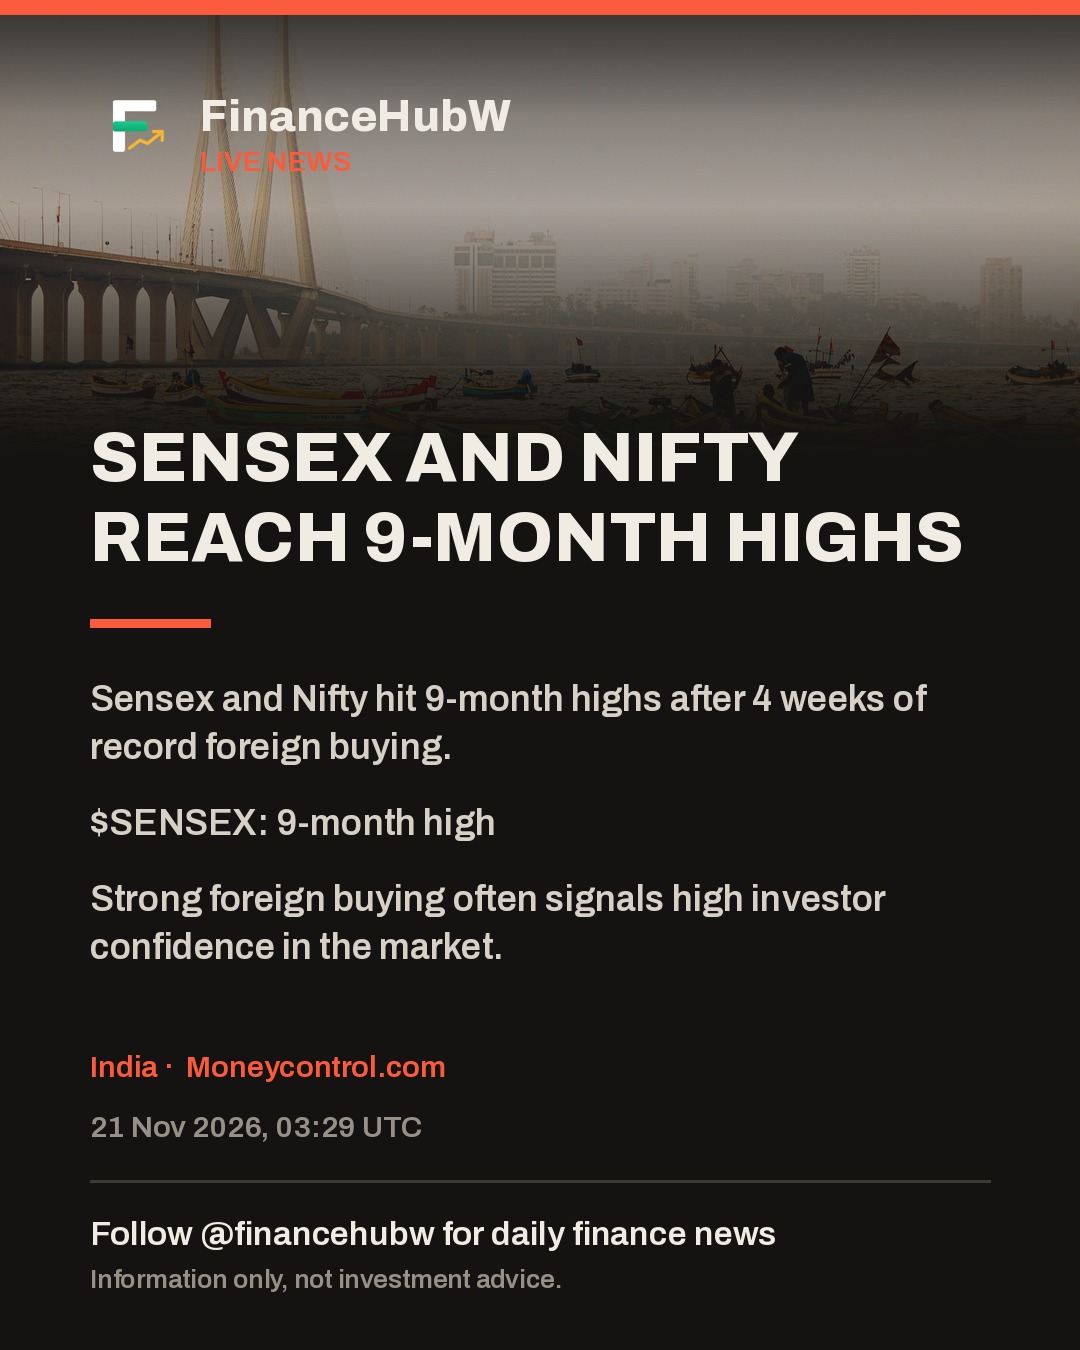 FinanceHubW
LIVE NEWS
SENSEX AND NIFTY
REACH 9-MONTH HIGHS
Sensex and Nifty hit 9-month highs after 4 weeks of
record foreign buying.
$SENSEX: 9-month high
Strong foreign buying often signals high investor
confidence in the market.
India · Moneycontrol.com
21 Nov 2026, 03:29 UTC
Follow @financehubw for daily finance news
Information only, not investment advice.